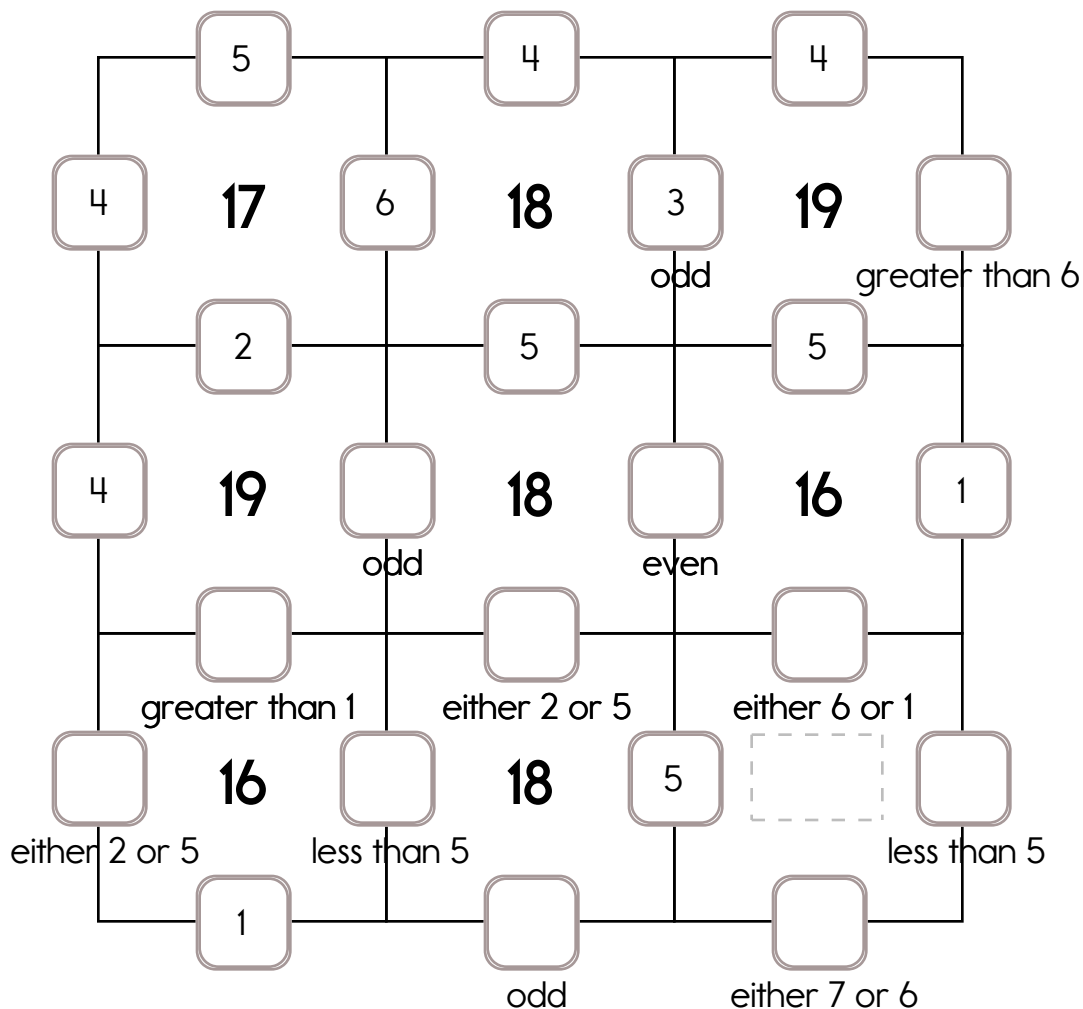 5 4 4
4 17 6 18 3 19
odd greater than 6
2 5 5
4 19 18 16 1
odd even
greater than 1 either 2 or 5 either 6 or 1
16 18 5
either 2 or 5 less than 5 less than 5
1
odd either 7 or 6